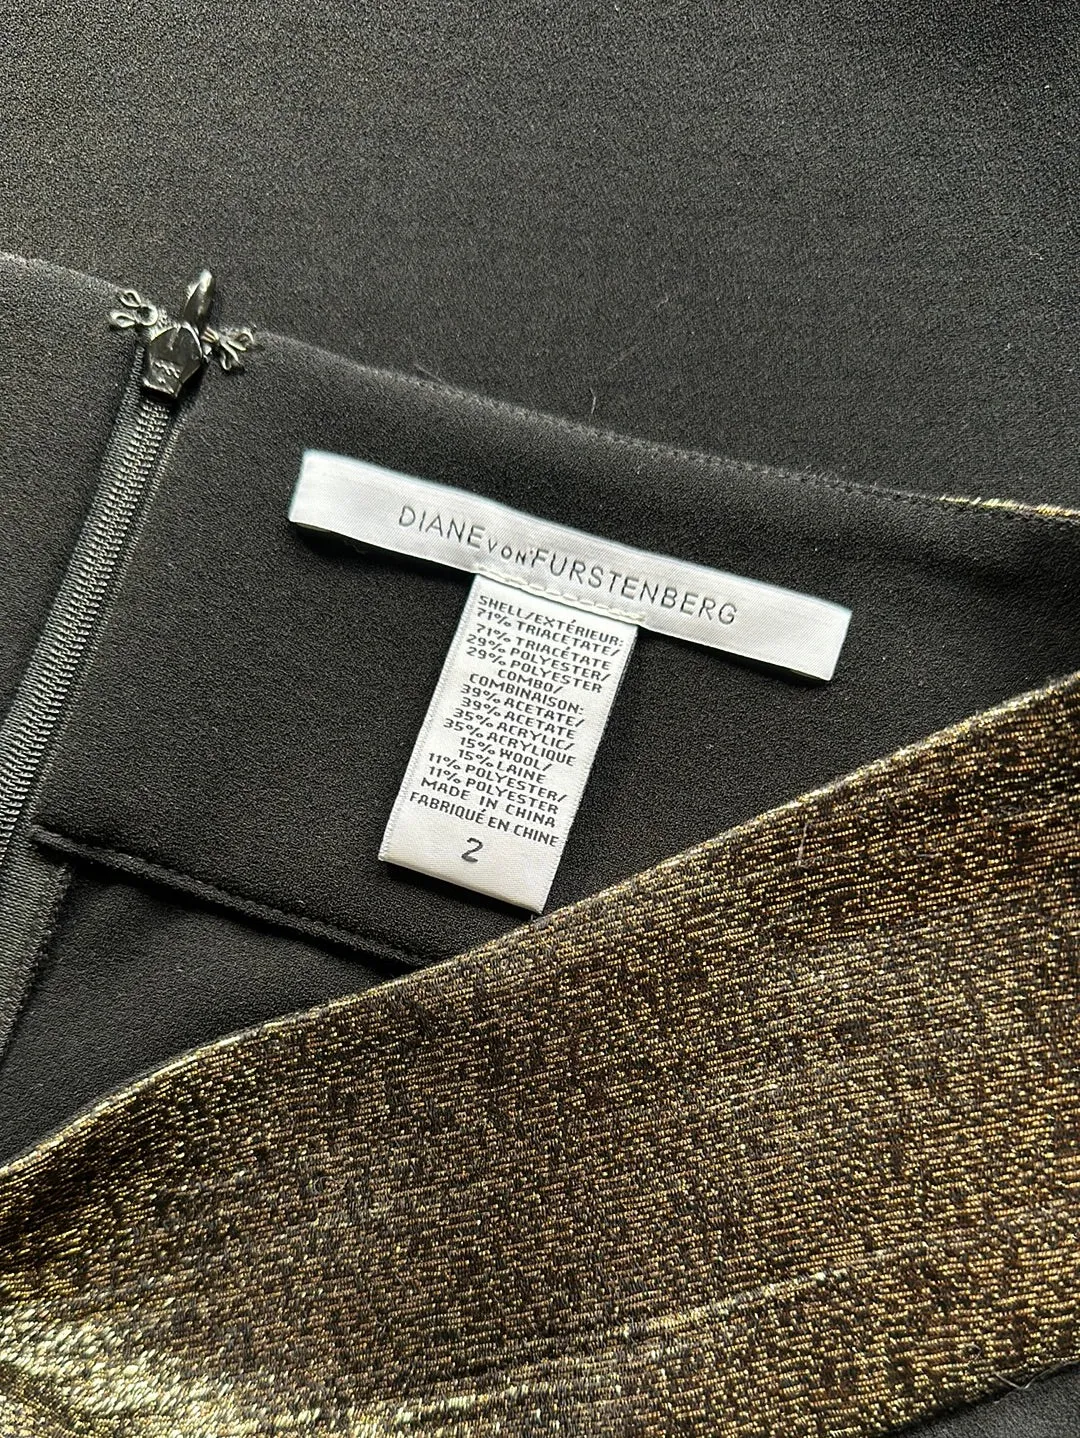 DIANE VON FURSTENBERG
SHELL/EXTÉRIEUR:
71% TRIACETATE/
71% TRIACÉTATE
29% POLYESTER/
29% POLYESTER
COMBO/
COMBINAISON:
39% ACETATE/
39% ACÉTATE
35% ACRYLIC/
35% ACRYLIQUE
15% WOOL/
15% LAINE
11% POLYESTER/
11% POLYESTER
MADE IN CHINA
FABRIQUÉ EN CHINE
2